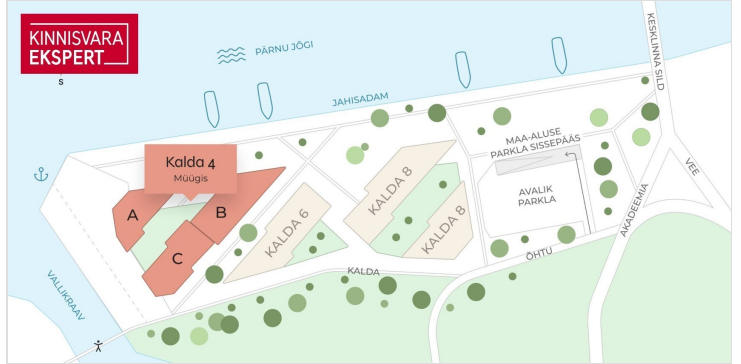 KINNISVARA
EKSPERT
S
PÄRNU JÕGI
KESKLINNA SILD
JAHISADAM
MAA-ALUSE
PARKLA SISSEPÄÄS
Kalda 4
Müügis
VEE
AVALIK
PARKLA
A
B
C
KALDA 6
KALDA 8
KALDA 8
AKADEEMIA
ÕHTU
KALDA
VALLIKRAAV